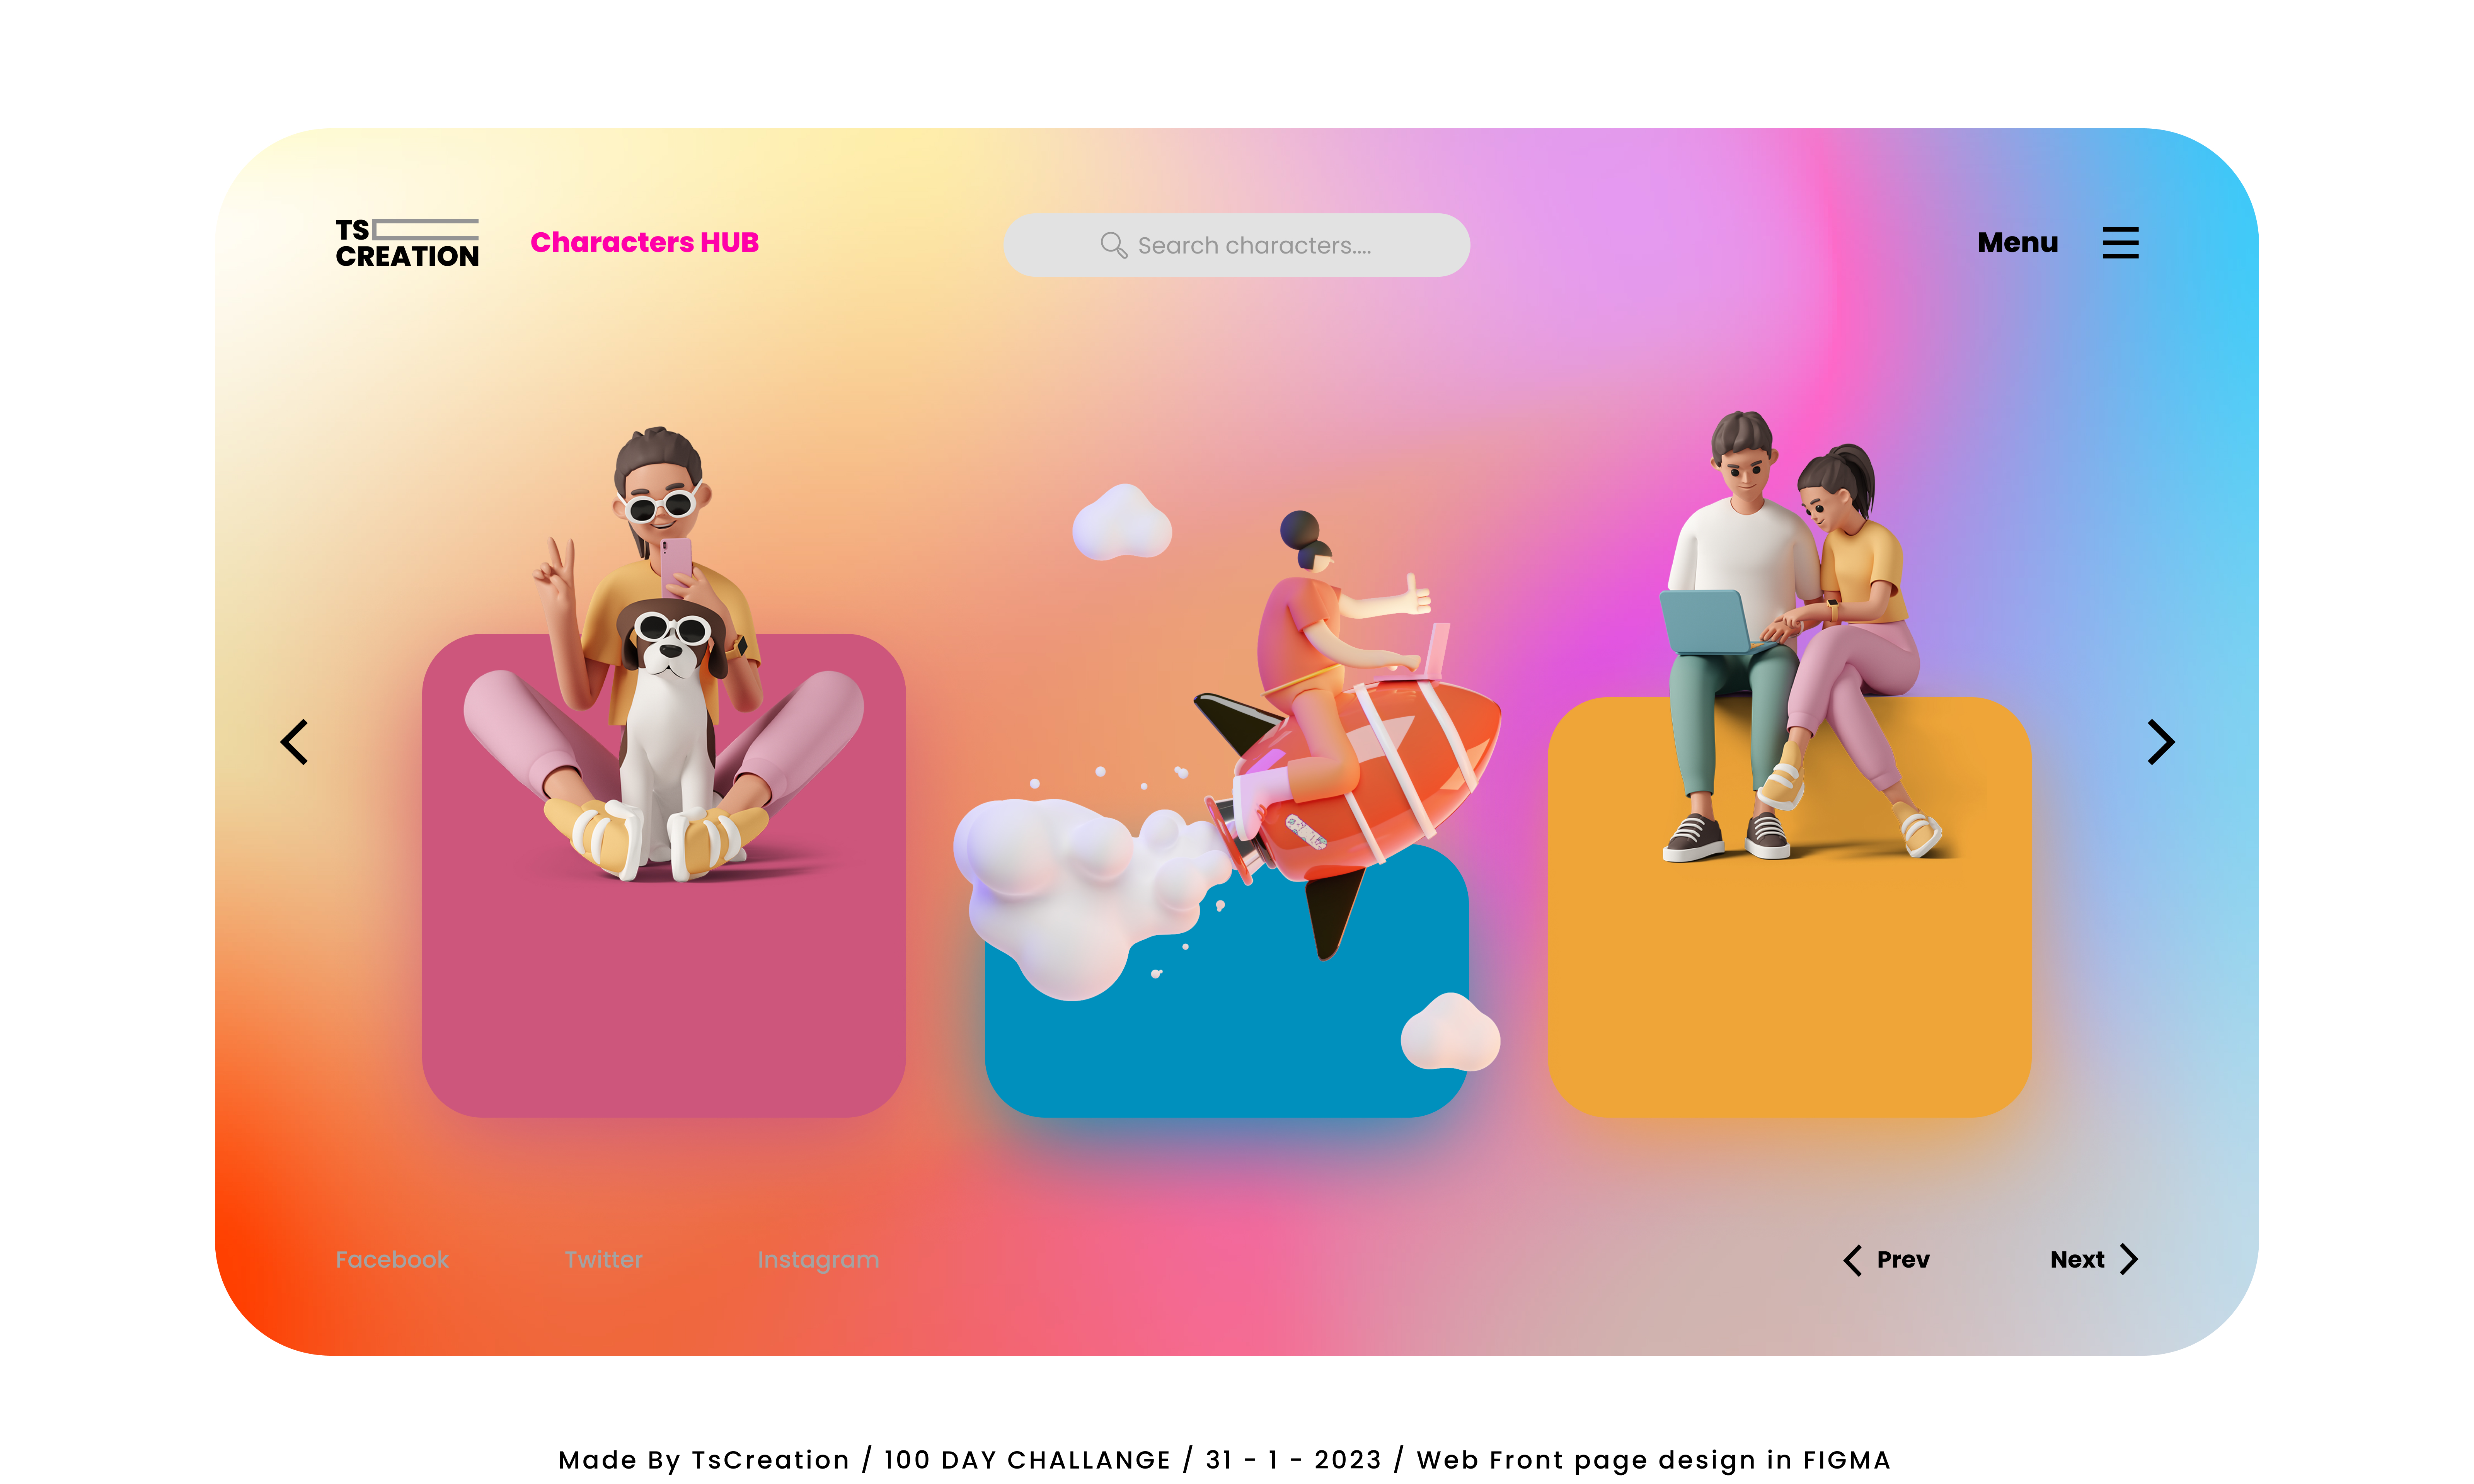 TS
CREATION
Characters HUB
Search characters....
Menu
Facebook
Twitter
Instagram
Prev
Next
Made By TsCreation / 100 DAY CHALLANGE / 31 - 1 - 2023 / Web Front page design in FIGMA